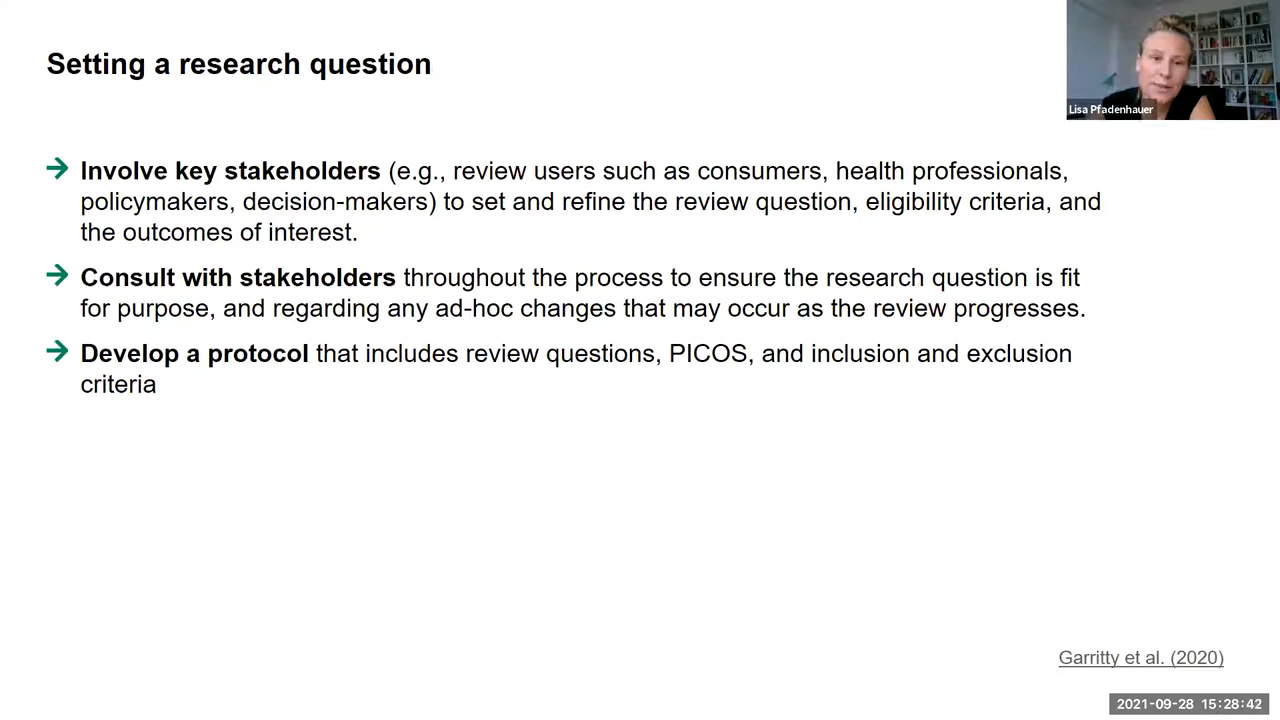 Setting a research question
Lisa Pfadenhauer
Involve key stakeholders (e.g., review users such as consumers, health professionals,
policymakers, decision-makers) to set and refine the review question, eligibility criteria, and
the outcomes of interest.
Consult with stakeholders throughout the process to ensure the research question is fit
for purpose, and regarding any ad-hoc changes that may occur as the review progresses.
Develop a protocol that includes review questions, PICOS, and inclusion and exclusion
criteria
Garritty et al. (2020)
2021-09-28 15:28:42